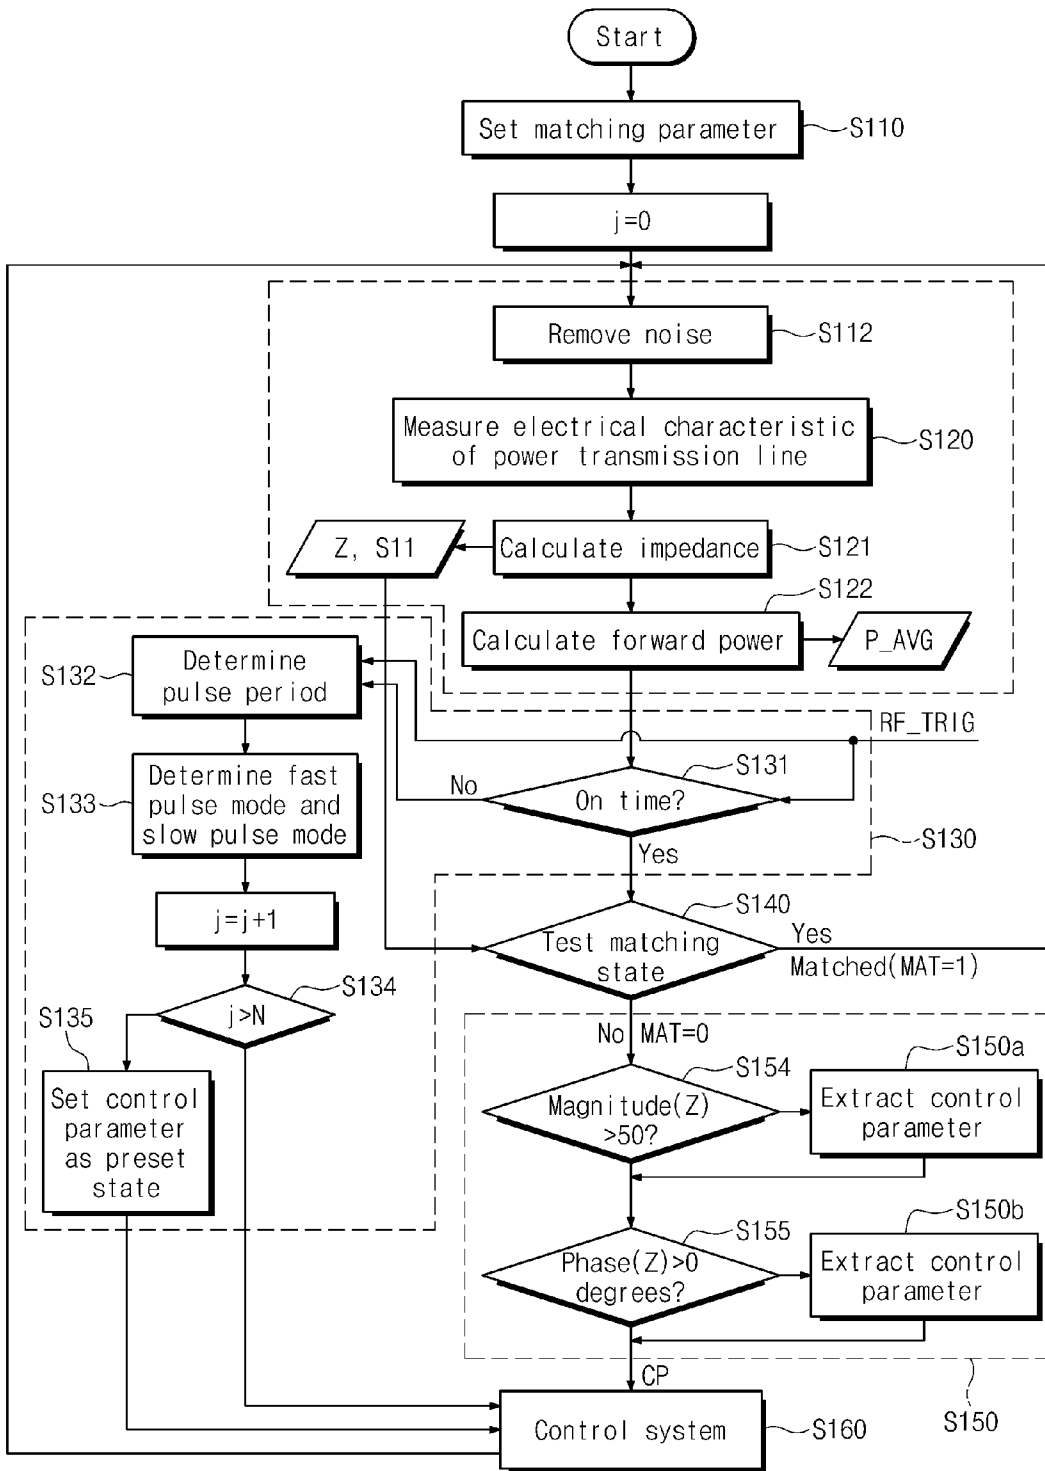 Start
Set matching parameter
S110
j=0
Remove noise
S112
Measure electrical characteristic
of power transmission line
S120
Z, S11
Calculate impedance
S121
S122
Calculate forward power
P_AVG
S132
Determine
pulse period
RF_TRIG
S131
No
On time?
S133
Determine fast
pulse mode and
slow pulse mode
S130
Yes
j=j+1
S140
Test matching
state
Yes
Matched(MAT=1)
S134
j>N
S135
No
MAT=0
Set control
parameter
as preset
state
S154
Magnitude(Z)
>50?
S150a
Extract control
parameter
S155
Phase(Z)>0
degrees?
S150b
Extract control
parameter
CP
S150
Control system
S160